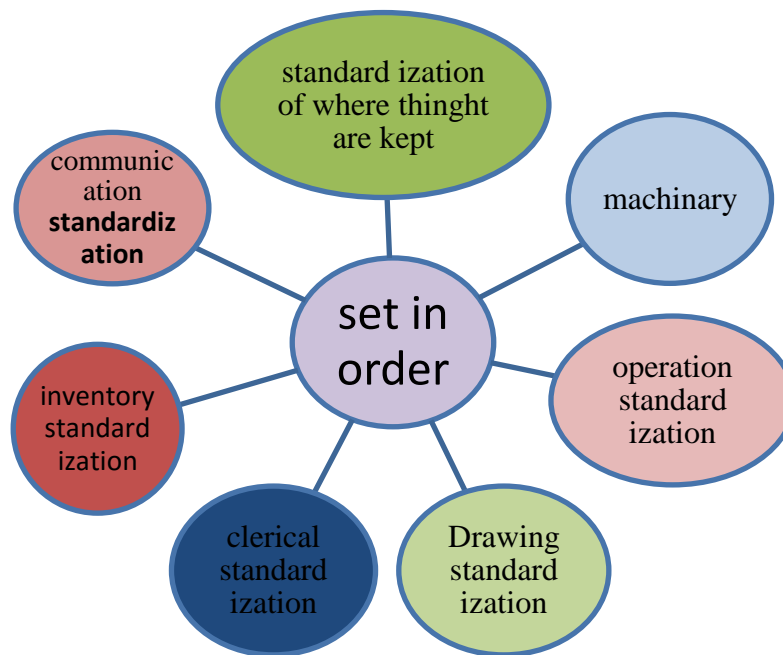 standard ization
of where thinght
are kept
machinary
operation
standard
ization
Drawing
standard
ization
clerical
standard
ization
inventory
standard
ization
communic
ation
standardiz
ation
set in
order